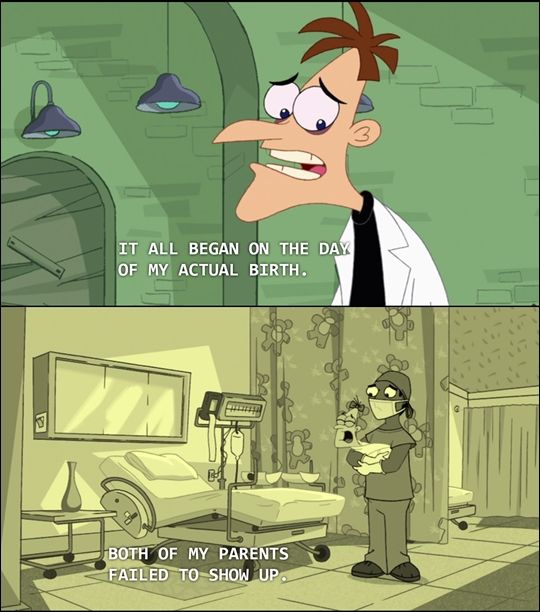 IT ALL BEGAN ON THE DAY
OF MY ACTUAL BIRTH.
BOTH OF MY PARENTS
FAILED TO SHOW UP.